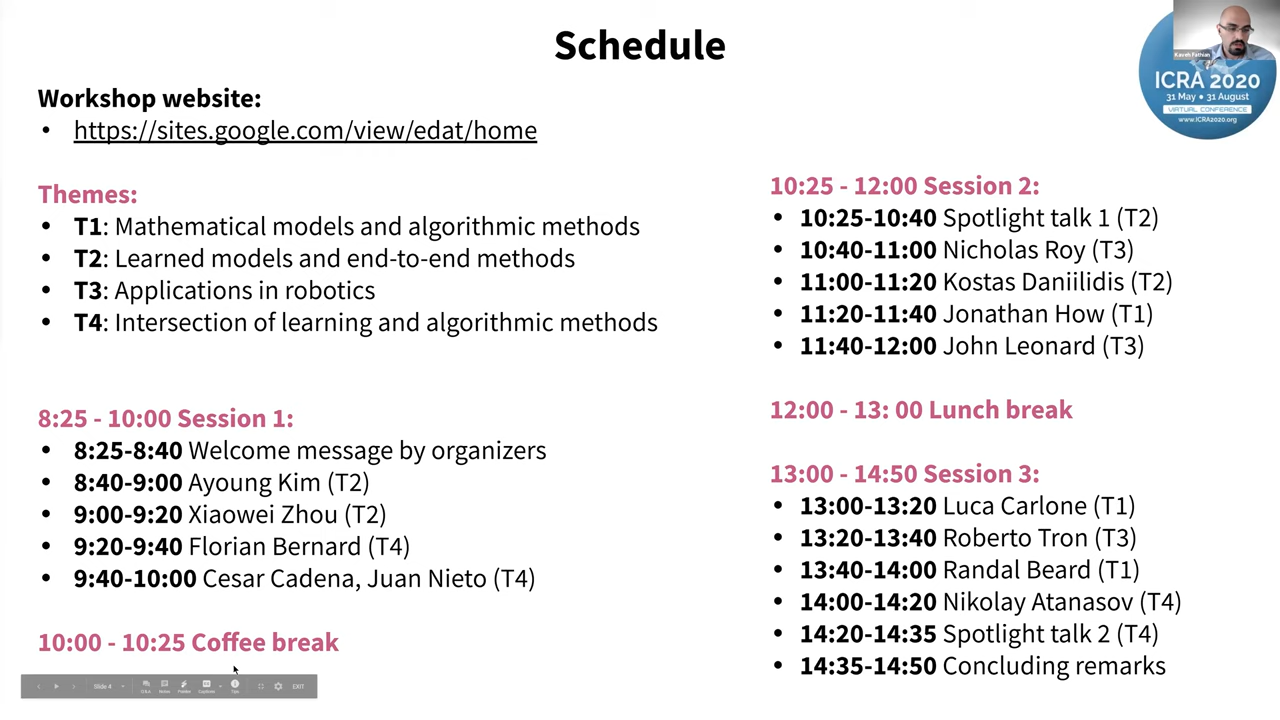 Schedule
Workshop website:
• https://sites.google.com/view/edat/home
Themes:
• T1: Mathematical models and algorithmic methods
• T2: Learned models and end-to-end methods
• T3: Applications in robotics
• T4: Intersection of learning and algorithmic methods
8:25 - 10:00 Session 1:
• 8:25-8:40 Welcome message by organizers
• 8:40-9:00 Ayoung Kim (T2)
• 9:00-9:20 Xiaowei Zhou (T2)
• 9:20-9:40 Florian Bernard (T4)
• 9:40-10:00 Cesar Cadena, Juan Nieto (T4)
10:00 - 10:25 Coffee break
10:25 - 12:00 Session 2:
• 10:25-10:40 Spotlight talk 1 (T2)
• 10:40-11:00 Nicholas Roy (T3)
• 11:00-11:20 Kostas Daniilidis (T2)
• 11:20-11:40 Jonathan How (T1)
• 11:40-12:00 John Leonard (T3)
12:00 - 13: 00 Lunch break
13:00 - 14:50 Session 3:
• 13:00-13:20 Luca Carlone (T1)
• 13:20-13:40 Roberto Tron (T3)
• 13:40-14:00 Randal Beard (T1)
• 14:00-14:20 Nikolay Atanasov (T4)
• 14:20-14:35 Spotlight talk 2 (T4)
• 14:35-14:50 Concluding remarks
Kaveh Fathian
ICRA 2020
31 May • 31 August
VIRTUAL CONFERENCE
www.ICRA2020.org
Slide 4
Q&A
Notes
Pointer
Captions
Tips
EXIT